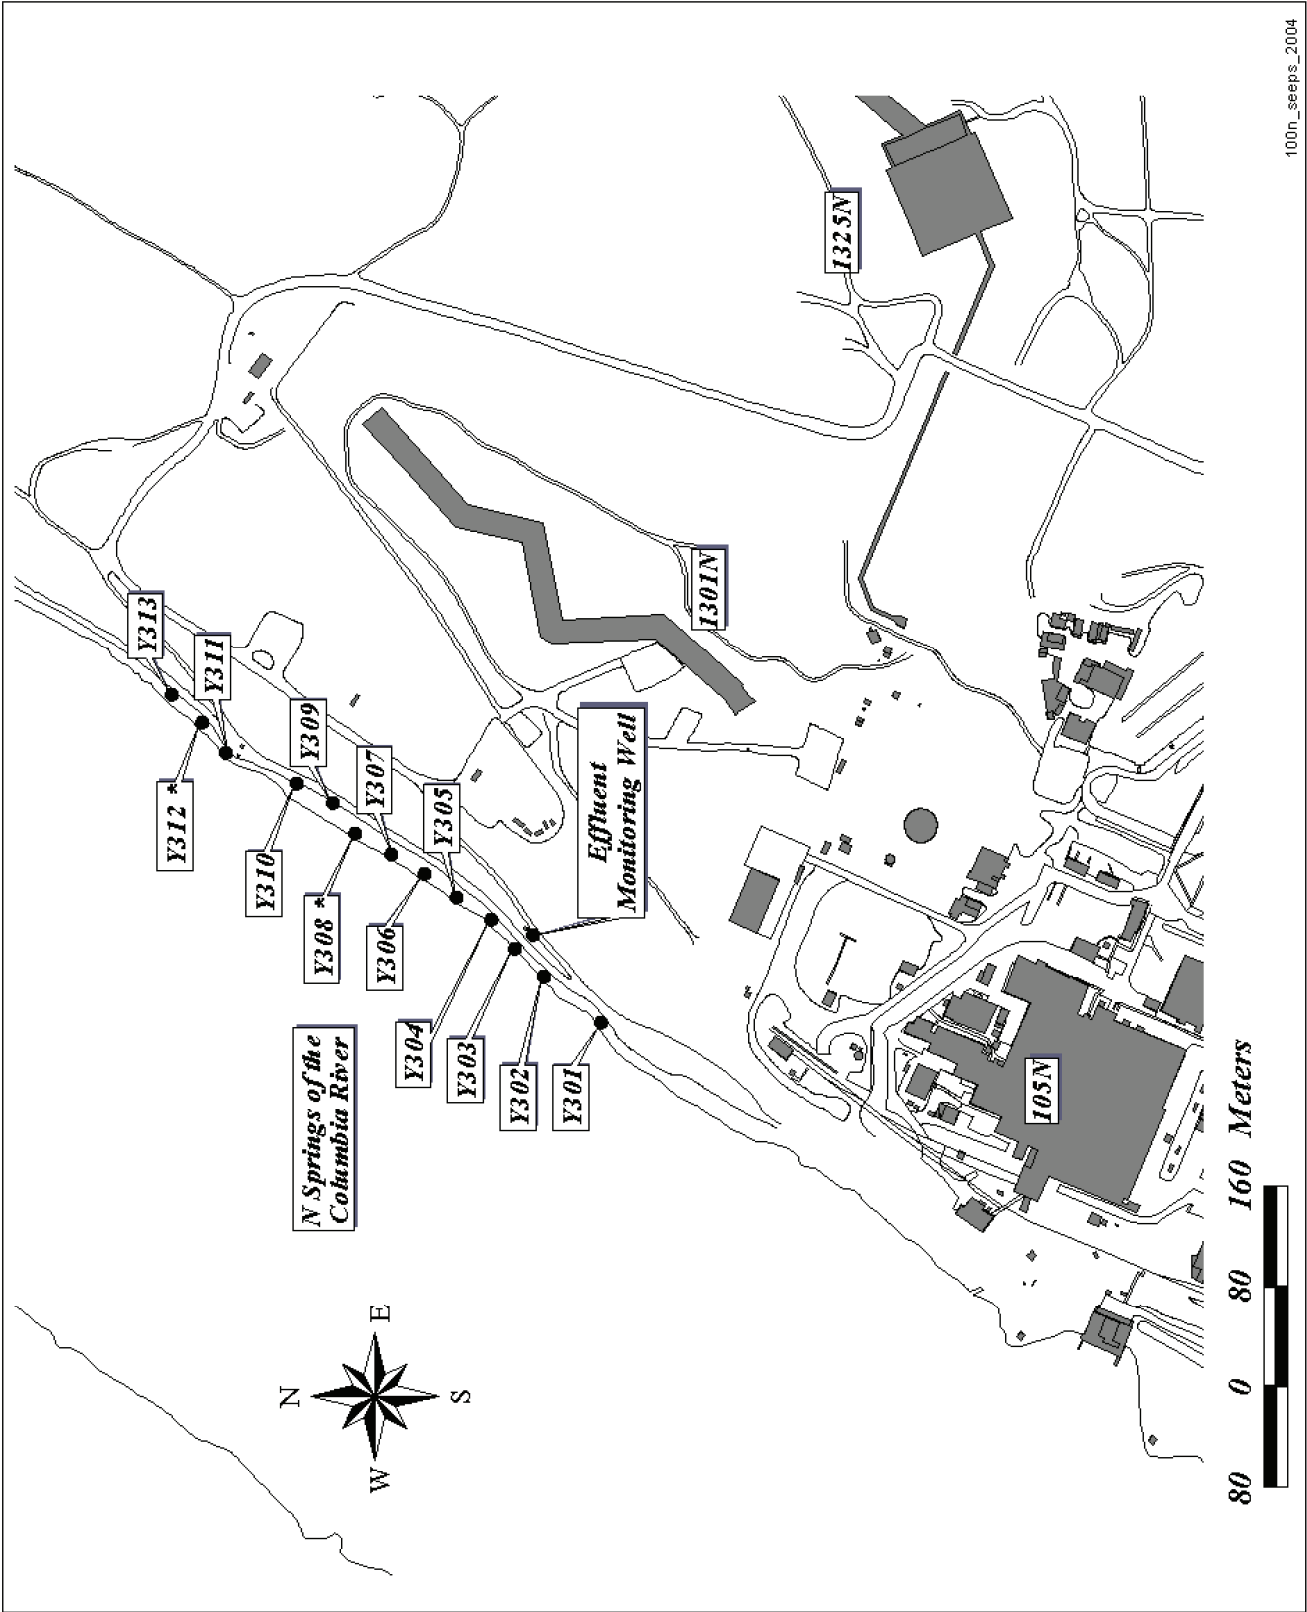 100n_seeps_2004
Y313
Y311
Y312 *
Y309
Y310
Y307
Y308 *
Y305
Y306
Y304
Y303
Y302
Y301
1325N
1301N
Effluent
Monitoring Well
N Springs of the
Columbia River
105N
N
E
S
W
80 0 80 160 Meters